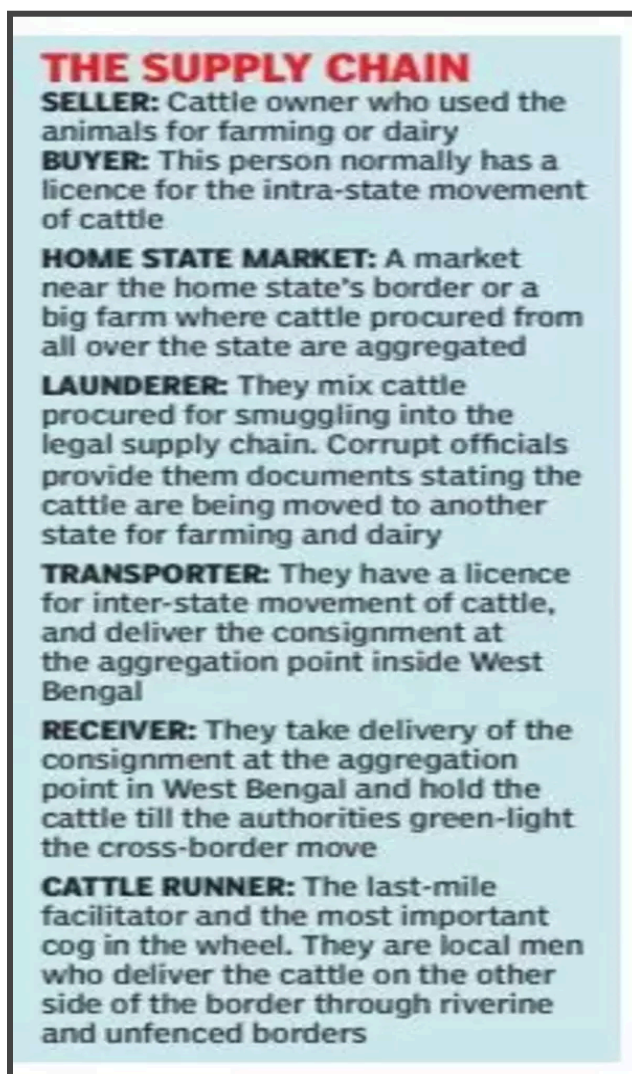 THE SUPPLY CHAIN
SELLER: Cattle owner who used the
animals for farming or dairy
BUYER: This person normally has a
licence for the intra-state movement
of cattle
HOME STATE MARKET: A market
near the home state's border or a
big farm where cattle procured from
all over the state are aggregated
LAUNDERER: They mix cattle
procured for smuggling into the
legal supply chain. Corrupt officials
provide them documents stating the
cattle are being moved to another
state for farming and dairy
TRANSPORTER: They have a licence
for inter-state movement of cattle,
and deliver the consignment at
the aggregation point inside West
Bengal
RECEIVER: They take delivery of the
consignment at the aggregation
point in West Bengal and hold the
cattle till the authorities green-light
the cross-border move
CATTLE RUNNER: The last-mile
facilitator and the most important
cog in the wheel. They are local men
who deliver the cattle on the other
side of the border through riverine
and unfenced borders